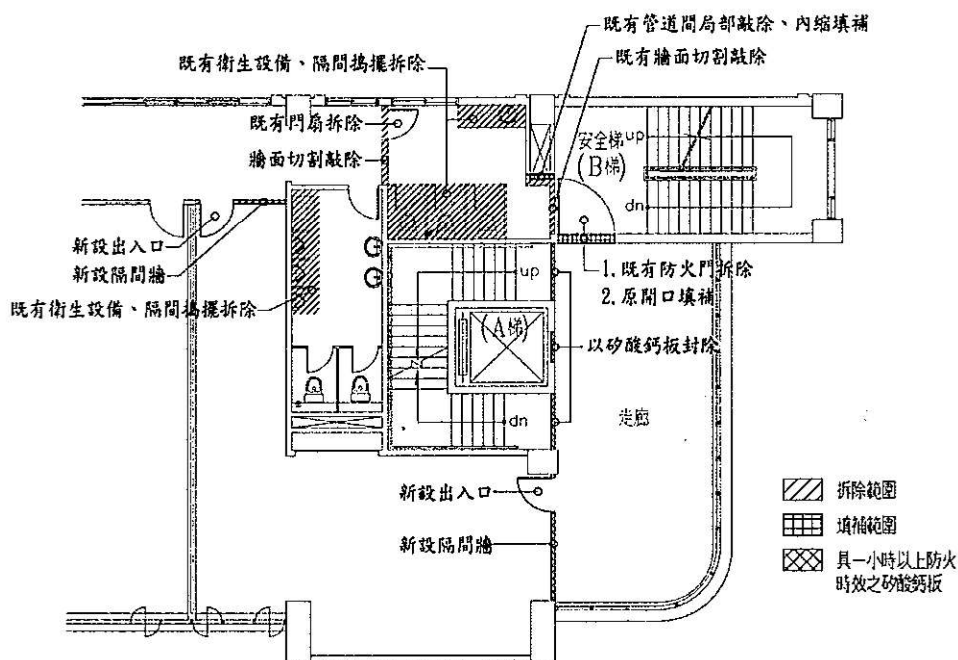 既有管道間局部敲除、內縮填補
既有牆面切割敲除
既有衛生設備、隔間搗擺拆除
既有門扇拆除
牆面切割敲除
安全梯
(B梯)
up
dn
新設出入口
新設隔間牆
既有衛生設備、隔間搗擺拆除
1. 既有防火門拆除
2. 原開口填補
up
(A梯)
dn
以矽酸鈣板封除
走廊
新設出入口
新設隔間牆
拆除範圍
填補範圍
具一小時以上防火
時效之矽酸鈣板